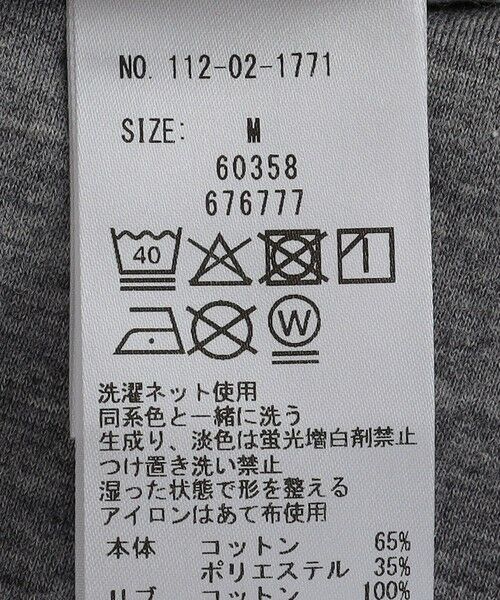 NO. 112-02-1771
SIZE: M
60358
676777
40
W
洗濯ネット使用
同系色と一緒に洗う
生成り、淡色は蛍光増白剤禁止
つけ置き洗い禁止
湿った状態で形を整える
アイロンはあて布使用
本体 コットン 65%
ポリエステル 35%
リブ コットン 100%